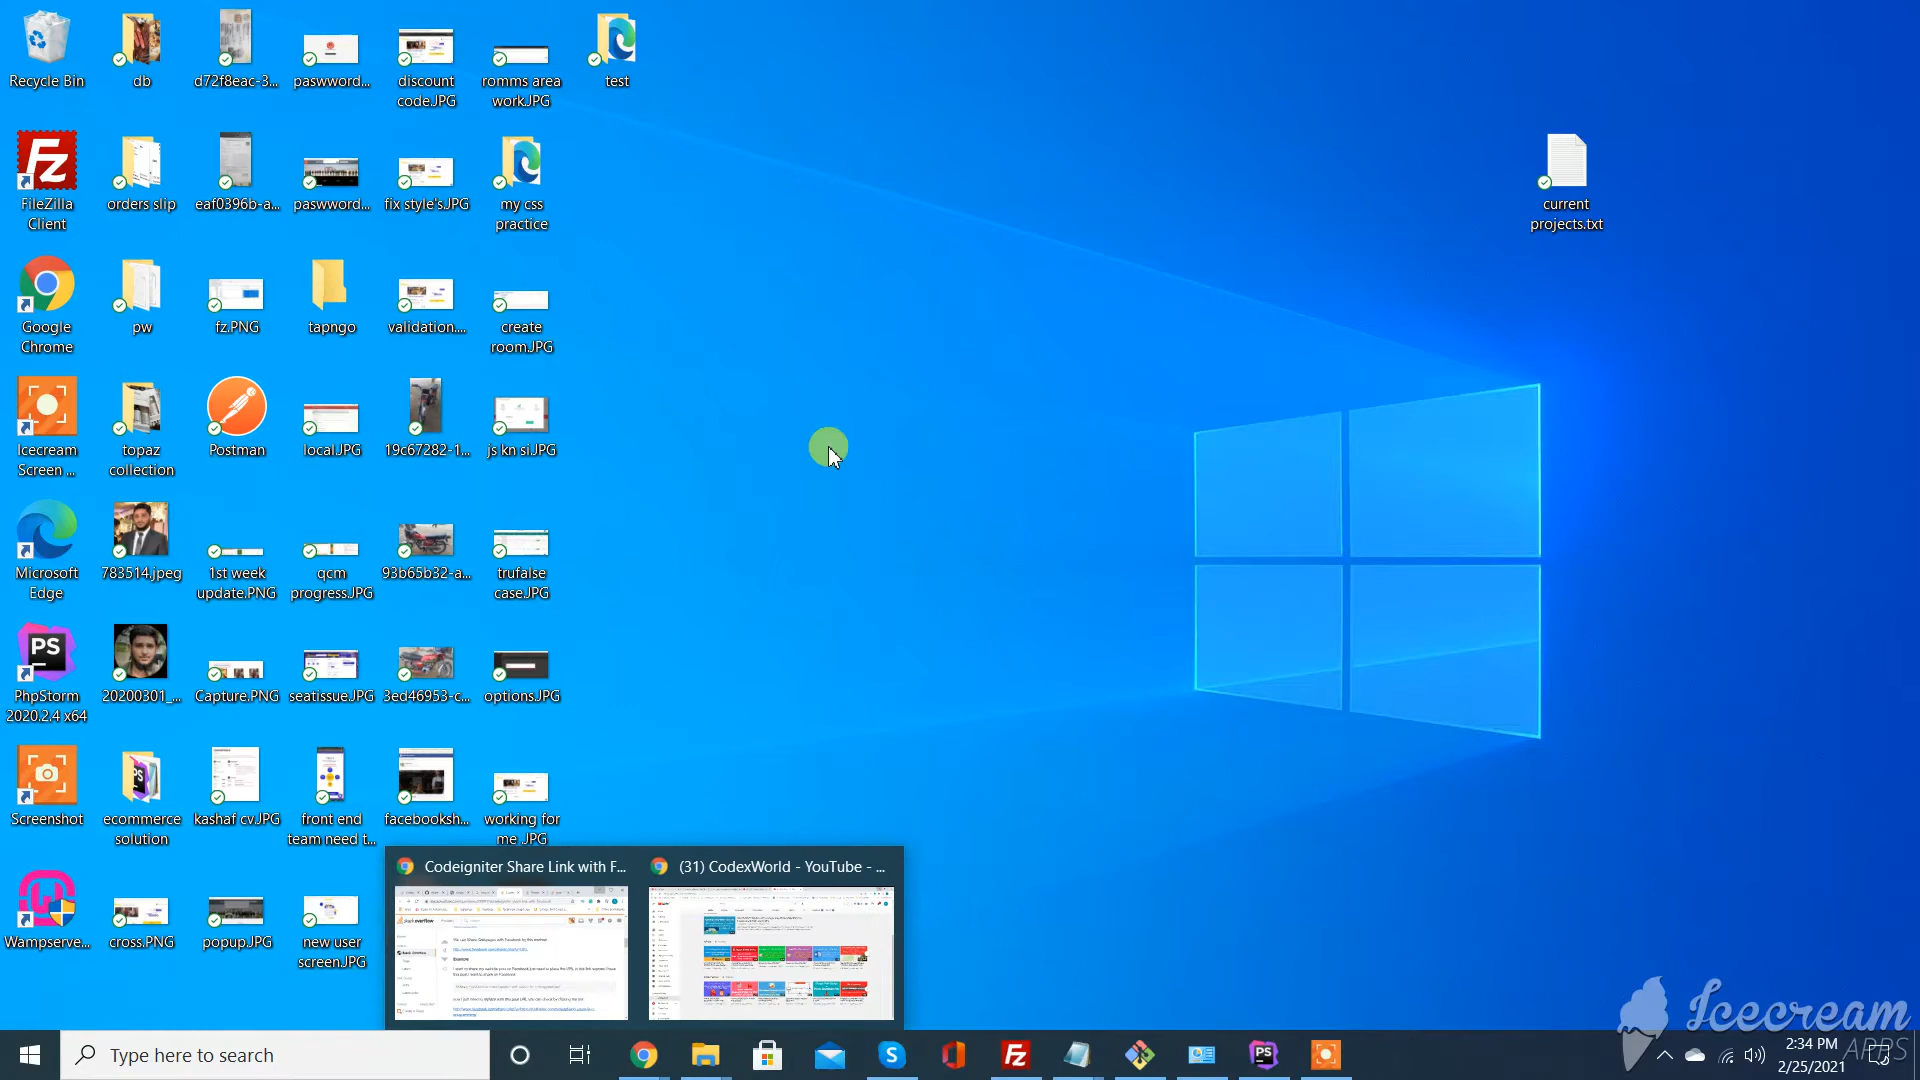 Recycle Bin
db
d72f8eac-3...
paswword...
discount
code.JPG
romms area
work.JPG
test
FileZilla
Client
orders slip
eaf0396b-a...
paswword...
fix style's.JPG
my css
practice
current
projects.txt
Google
Chrome
pw
fz.PNG
tapngo
validation....
create
room.JPG
Icecream
Screen ...
topaz
collection
Postman
local.JPG
19c67282-1...
js kn si.JPG
Microsoft
Edge
783514.jpeg
1st week
update.PNG
qcm
progress.JPG
93b65b32-a...
trufalse
case.JPG
PS
PhpStorm
2020.2.4 x64
20200301_...
Capture.PNG
seatissue.JPG
3ed46953-c...
options.JPG
Screenshot
ecommerce
solution
kashaf cv.JPG
front end
team need t...
facebooksh...
working for
me .JPG
Wampserve...
cross.PNG
popup.JPG
new user
screen.JPG
Codeigniter Share Link with F...
(31) CodexWorld - YouTube - ...
Icecream
APPS
Type here to search
2:34 PM
2/25/2021